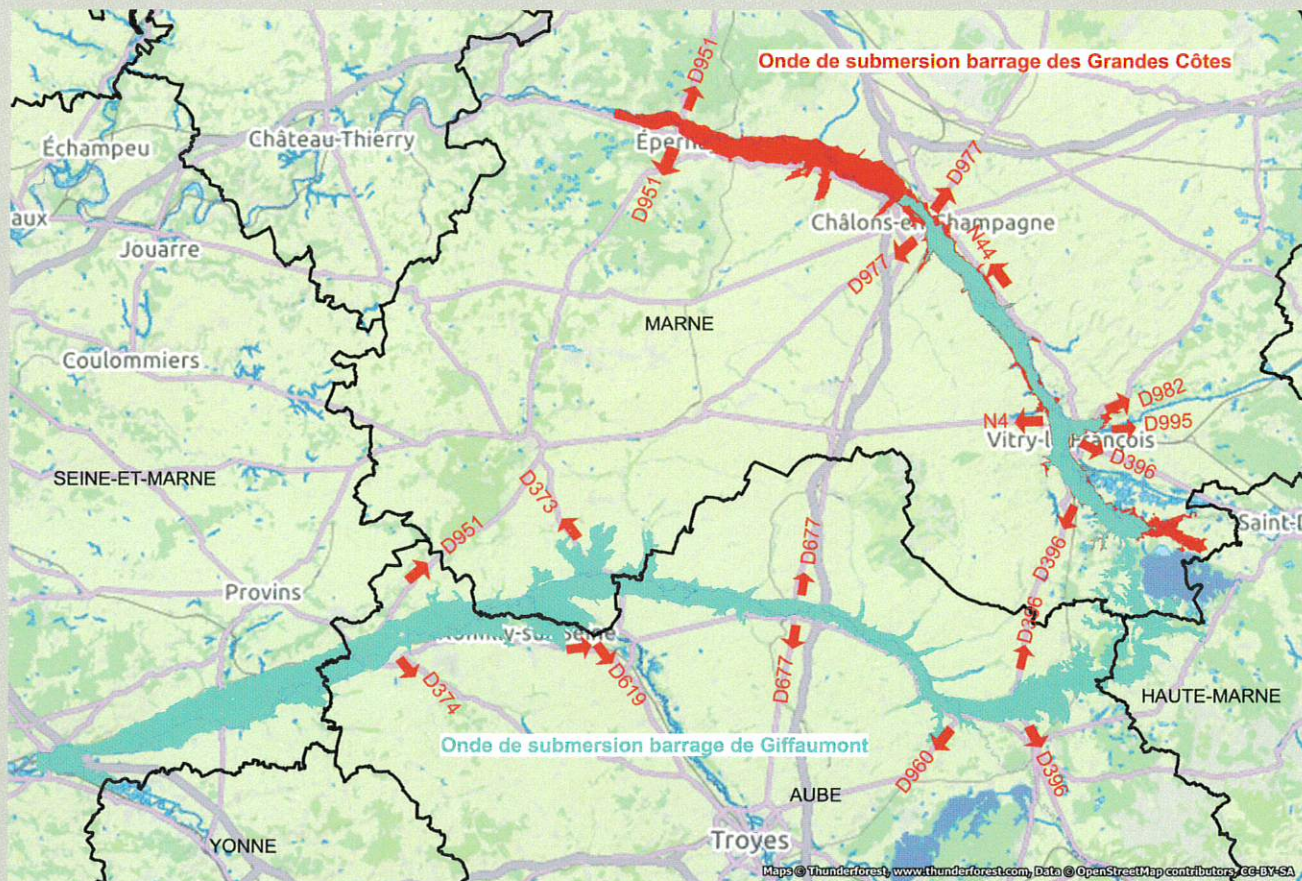 Onde de submersion barrage des Grandes Côtes
D951
Château-Thierry
Échampeu
Épernay
D977
D951
aux
Jouarre
Châlons-en-Champagne
D977
N44
MARNE
Coulommiers
D982
N4
D995
Vitry-le-François
D396
SEINE-ET-MARNE
D373
D677
D396
Saint-D
D951
Provins
D396
Romilly-sur-Seine
D677
D374
D619
HAUTE-MARNE
Onde de submersion barrage de Giffaumont
D960
D396
AUBE
YONNE
Troyes
Maps © Thunderforest, www.thunderforest.com, Data © OpenStreetMap contributors, CC-BY-SA